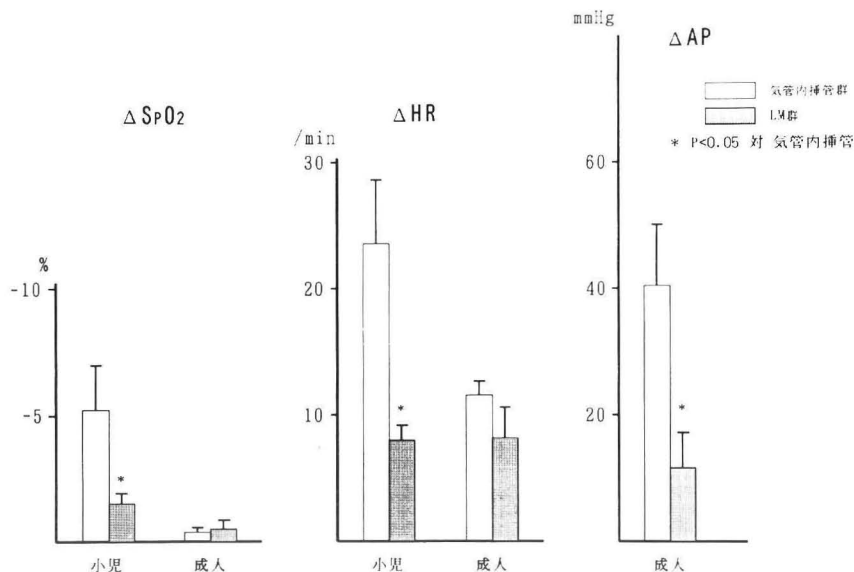 ΔSPO2
%
-10
-5
小児 成人
ΔHR
/min
30
20
10
小児 成人
ΔAP
mmHg
60
40
20
成人
気管内挿管群
LM群
* P<0.05 対 気管内挿管
*
*
*